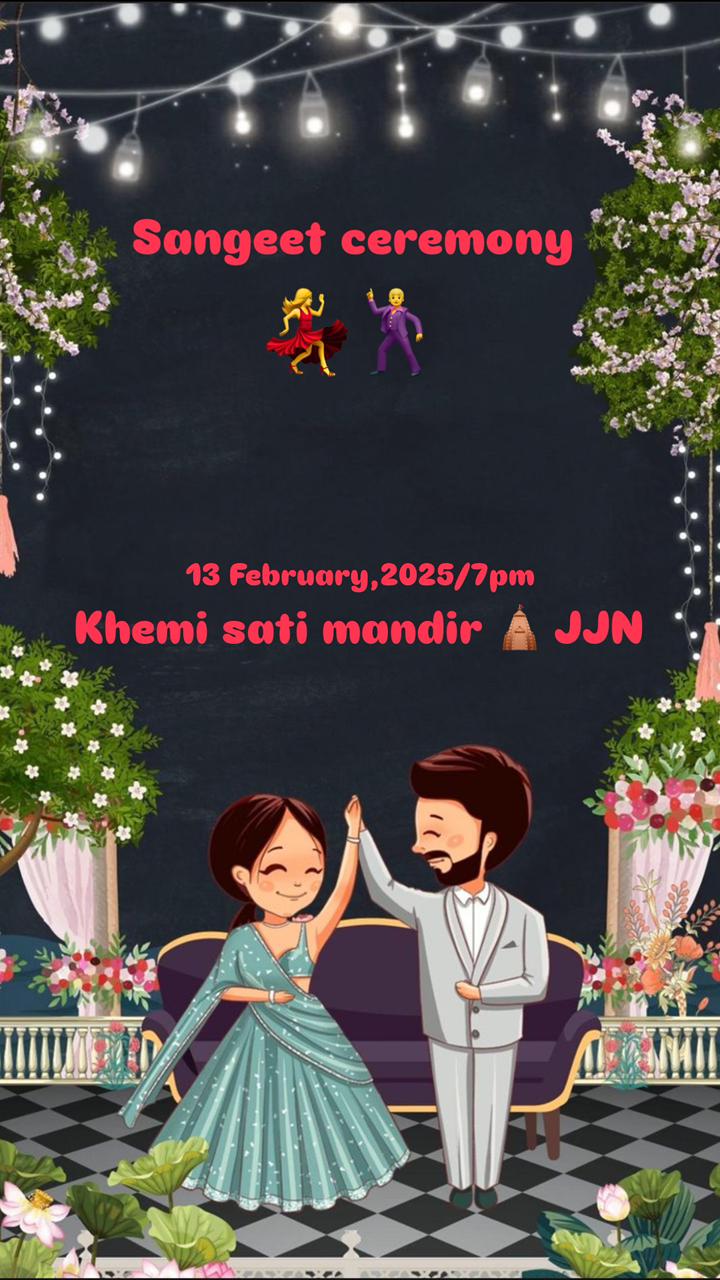 Sangeet ceremony
💃🕺
13 February,2025/7pm
Khemi sati mandir 🛕 JJN